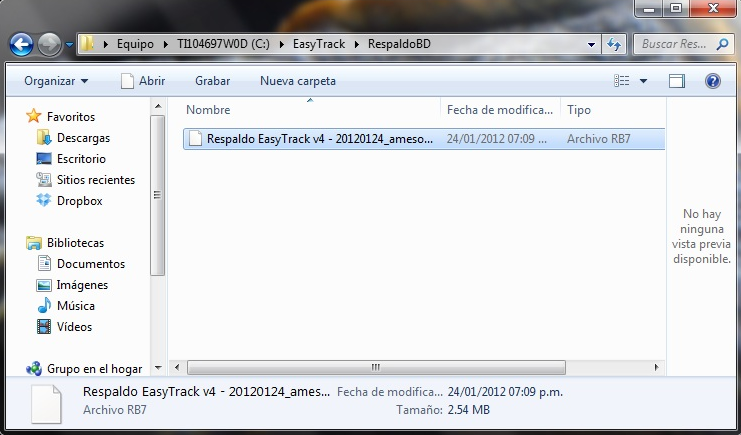 Equipo TI104697W0D (C:) EasyTrack RespaldoBD Buscar Res...
Organizar Abrir Grabar Nueva carpeta
Nombre Fecha de modifica... Tipo
Respaldo EasyTrack v4 - 20120124_ameso... 24/01/2012 07:09 ... Archivo RB7
Favoritos
Descargas
Escritorio
Sitios recientes
Dropbox
Bibliotecas
Documentos
Imágenes
Música
Vídeos
Grupo en el hogar
No hay
ninguna
vista previa
disponible.
Respaldo EasyTrack v4 - 20120124_ames... Fecha de modifica... 24/01/2012 07:09 p.m.
Archivo RB7 Tamaño: 2.54 MB